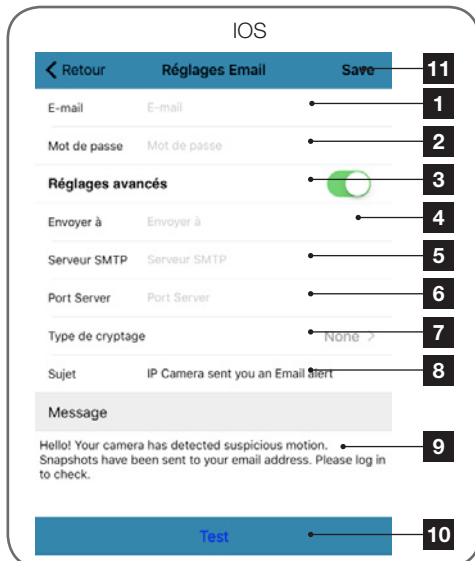 IOS
Retour Réglages Email Save 11
E-mail E-mail 1
Mot de passe Mot de passe 2
Réglages avancés 3
Envoyer à Envoyer à 4
Serveur SMTP Serveur SMTP 5
Port Server Port Server 6
Type de cryptage None > 7
Sujet IP Camera sent you an Email alert 8
Message
Hello! Your camera has detected suspicious motion. 9
Snapshots have been sent to your email address. Please log in
to check.
Test 10